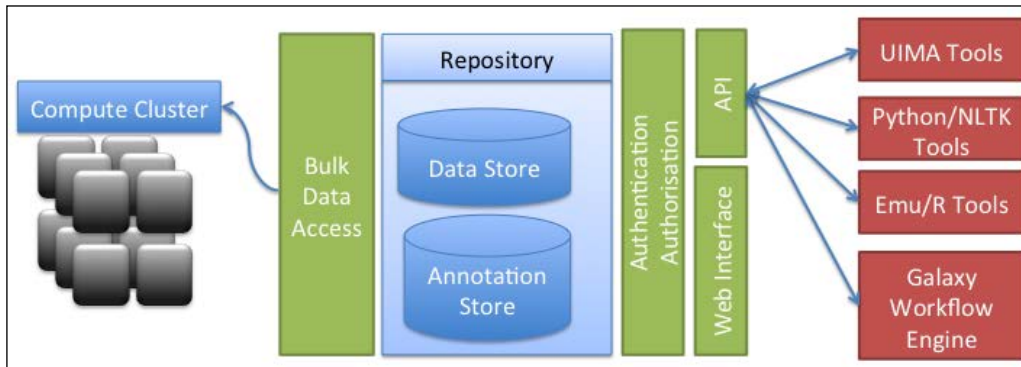 Compute Cluster
Bulk
Data
Access
Repository
Data Store
Annotation
Store
Authentication
Authorisation
API
Web Interface
UIMA Tools
Python/NLTK
Tools
Emu/R Tools
Galaxy
Workflow
Engine